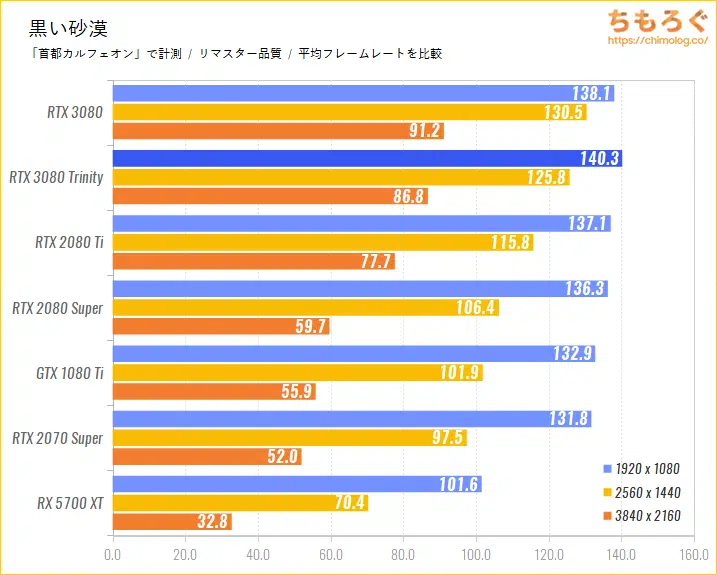 黒い砂漠
「首都カルフェオン」で計測 / リマスター品質 / 平均フレームレートを比較
ちもろぐ
https://chimolog.co/
RTX 3080
138.1
130.5
91.2
RTX 3080 Trinity
140.3
125.8
86.8
RTX 2080 Ti
137.1
115.8
77.7
RTX 2080 Super
136.3
106.4
59.7
GTX 1080 Ti
132.9
101.9
55.9
RTX 2070 Super
131.8
97.5
52.0
RX 5700 XT
101.6
70.4
32.8
1920 x 1080
2560 x 1440
3840 x 2160
0.0 20.0 40.0 60.0 80.0 100.0 120.0 140.0 160.0